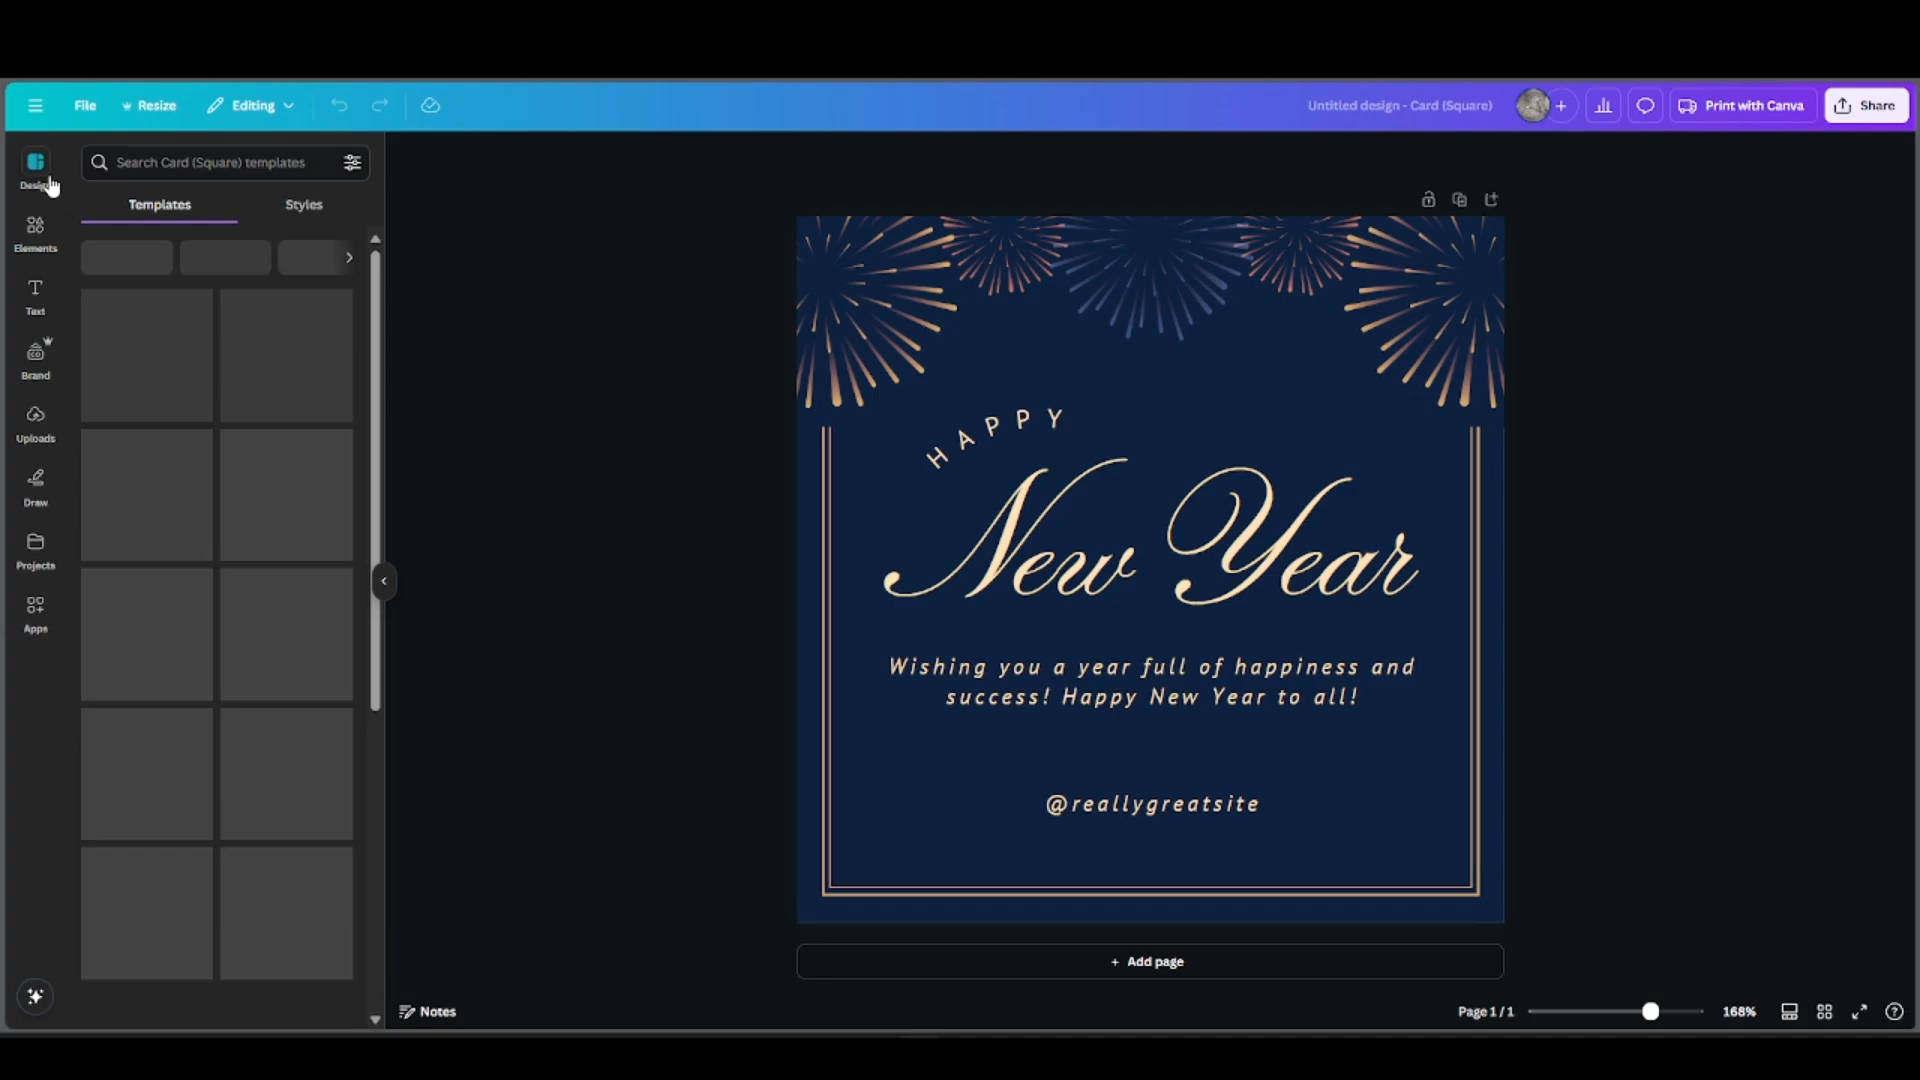 File
Resize
Editing
Untitled design - Card (Square)
Print with Canva
Share
Design
Elements
Text
Brand
Uploads
Draw
Projects
Apps
Search Card (Square) templates
Templates
Styles
HAPPY
New Year
Wishing you a year full of happiness and
success! Happy New Year to all!
@reallygreatsite
+ Add page
Notes
Page 1 / 1
168%